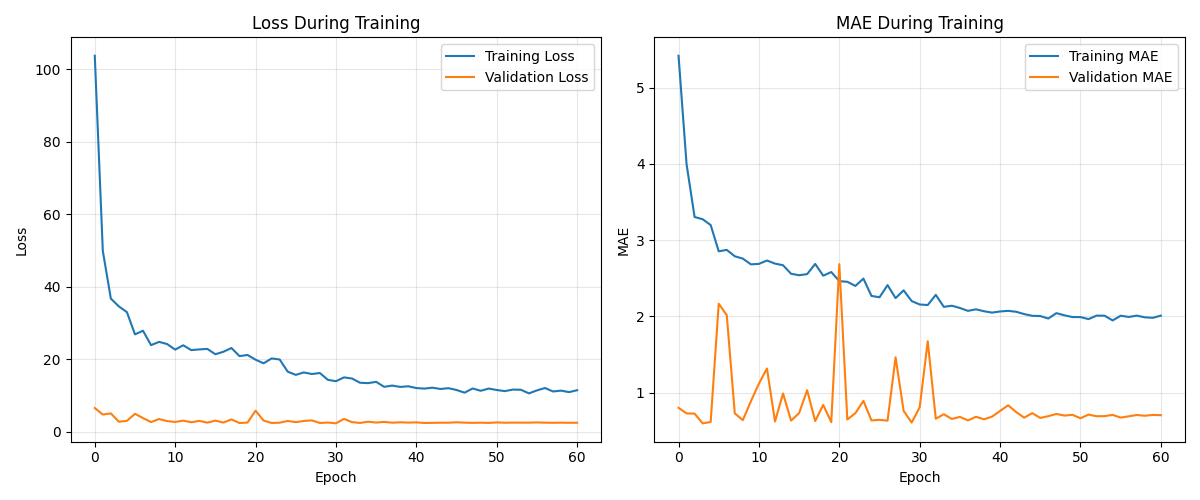 Loss During Training
Loss
100
80
60
40
20
0
Training Loss
Validation Loss
0 10 20 30 40 50 60
Epoch
MAE During Training
MAE
5
4
3
2
1
Training MAE
Validation MAE
0 10 20 30 40 50 60
Epoch